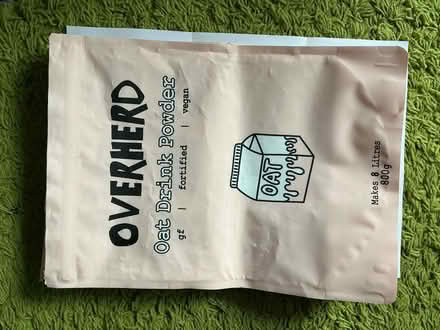 OVERHERD
Oat Drink Powder
gf | fortified | vegan
OAT
Makes 8 Litres
800g